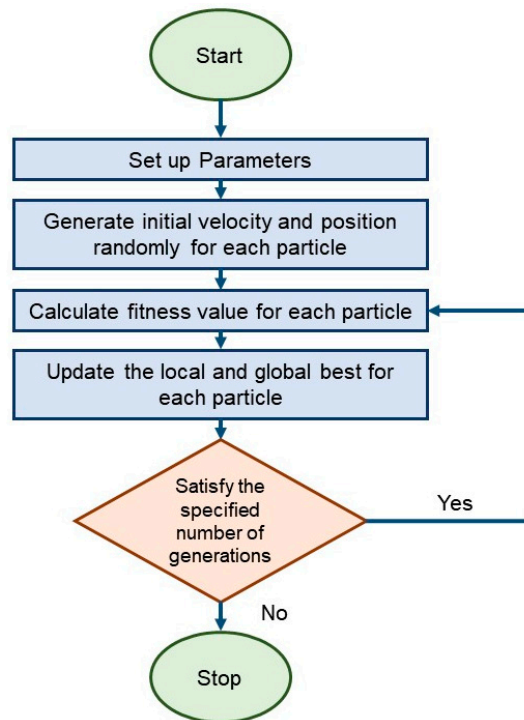 Start
Set up Parameters
Generate initial velocity and position
randomly for each particle
Calculate fitness value for each particle
Update the local and global best for
each particle
Satisfy the
specified
number of
generations
Yes
No
Stop